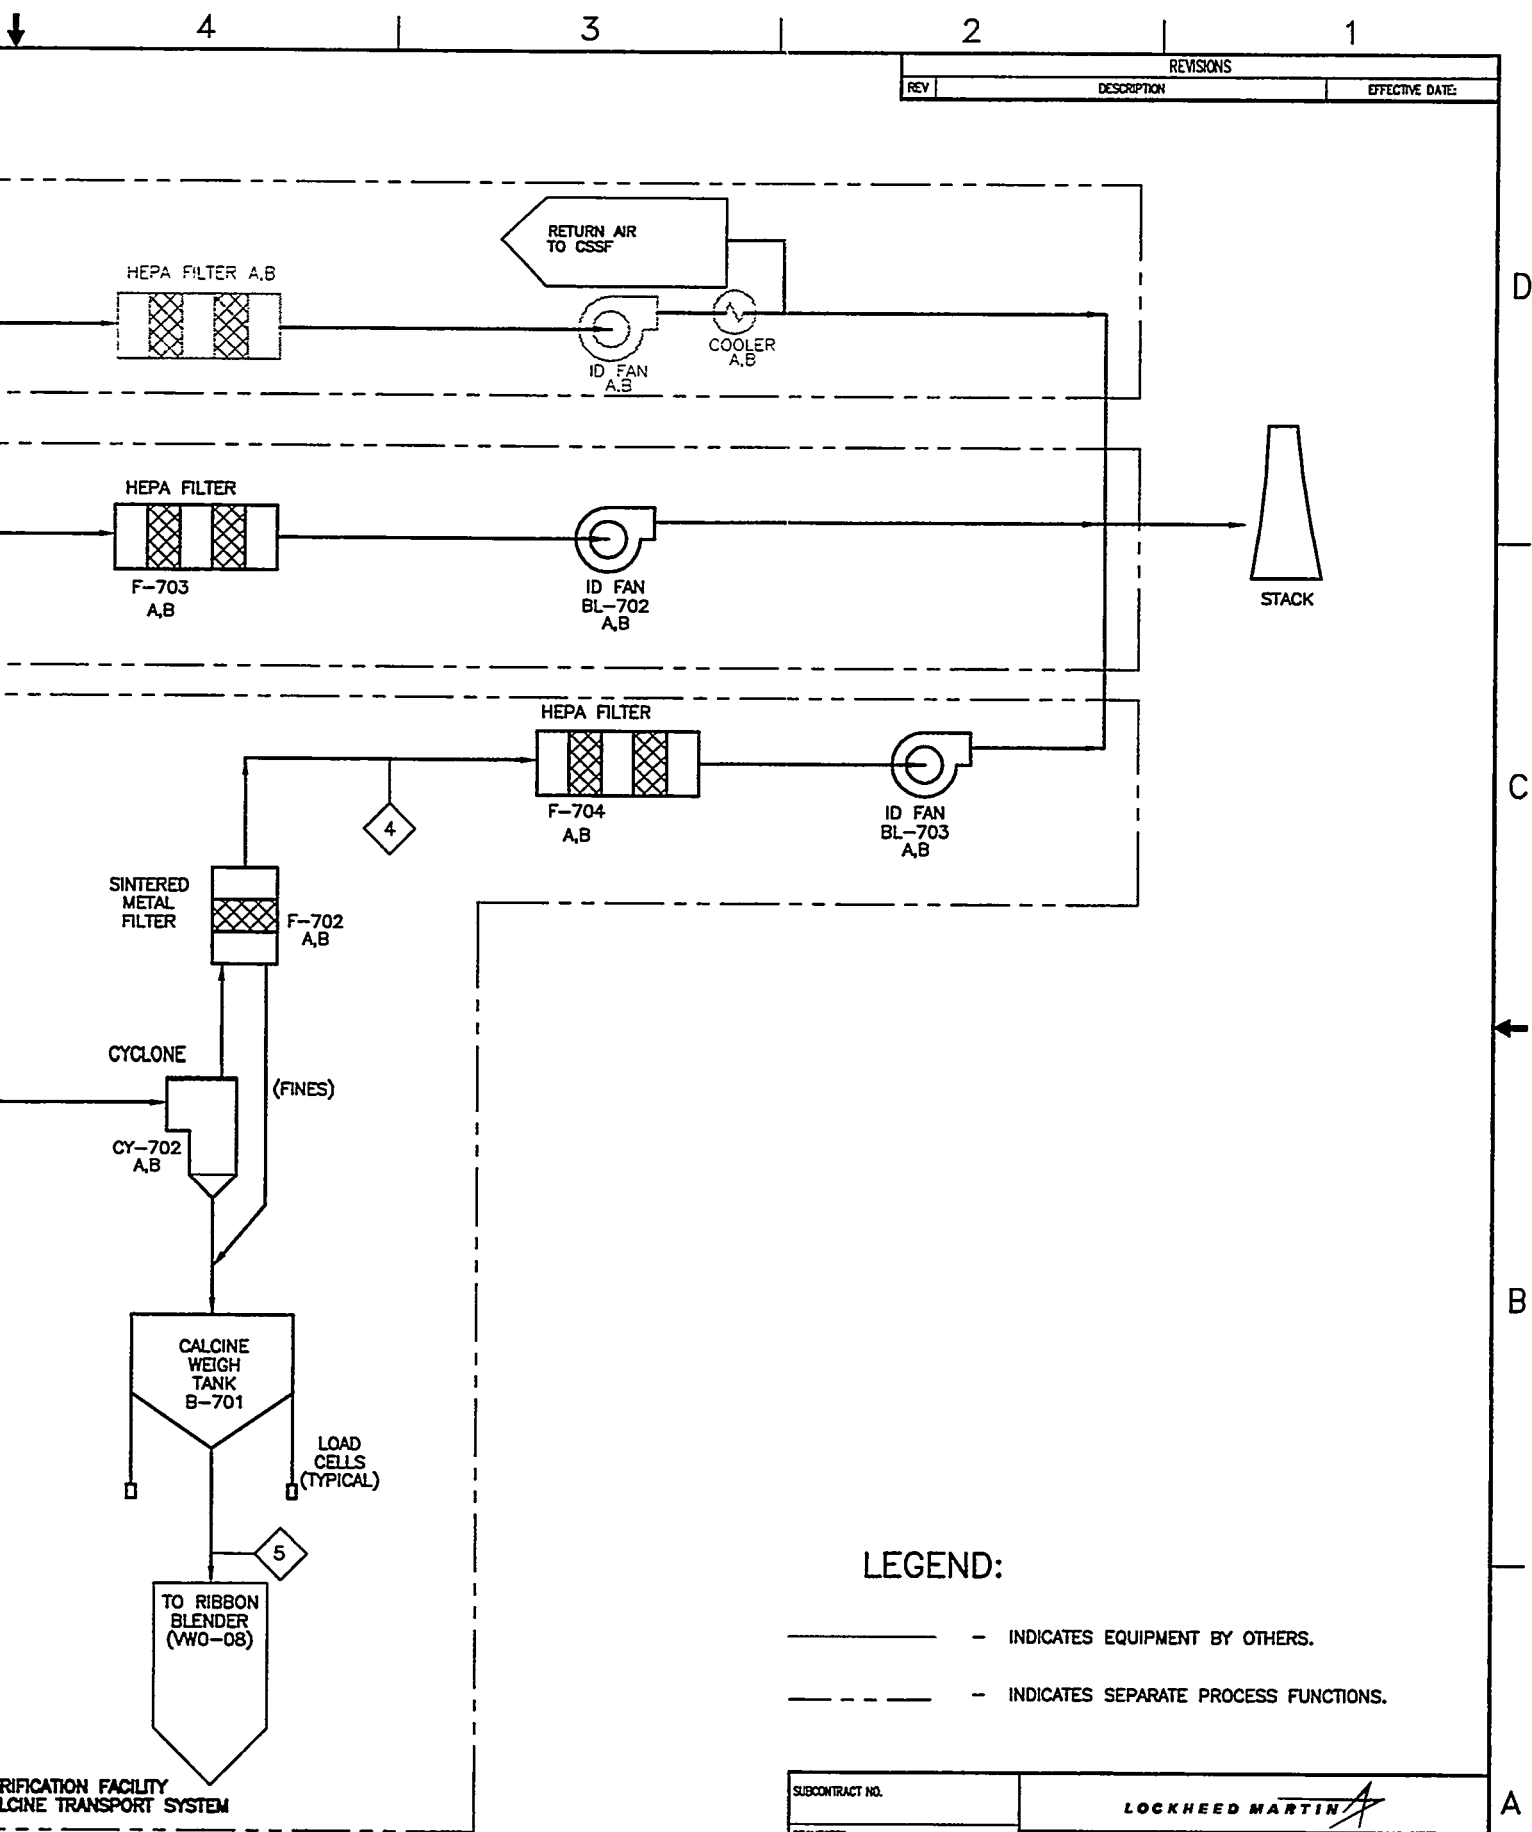 4
3
2
1
REVISIONS
REV
DESCRIPTION
EFFECTIVE DATE:
RETURN AIR
TO CSSF
HEPA FILTER A,B
D
COOLER
A,B
ID FAN
A,B
HEPA FILTER
F-703
A,B
ID FAN
BL-702
A,B
STACK
HEPA FILTER
C
F-704
A,B
ID FAN
BL-703
A,B
4
SINTERED
METAL
FILTER
F-702
A,B
CYCLONE
(FINES)
CY-702
A,B
B
CALCINE
WEIGH
TANK
B-701
LOAD
CELLS
(TYPICAL)
5
TO RIBBON
BLENDER
(VWO-08)
LEGEND:
- INDICATES EQUIPMENT BY OTHERS.
- INDICATES SEPARATE PROCESS FUNCTIONS.
RIFICATION FACILITY
LCINE TRANSPORT SYSTEM
SUBCONTRACT NO.
LOCKHEED MARTIN
A